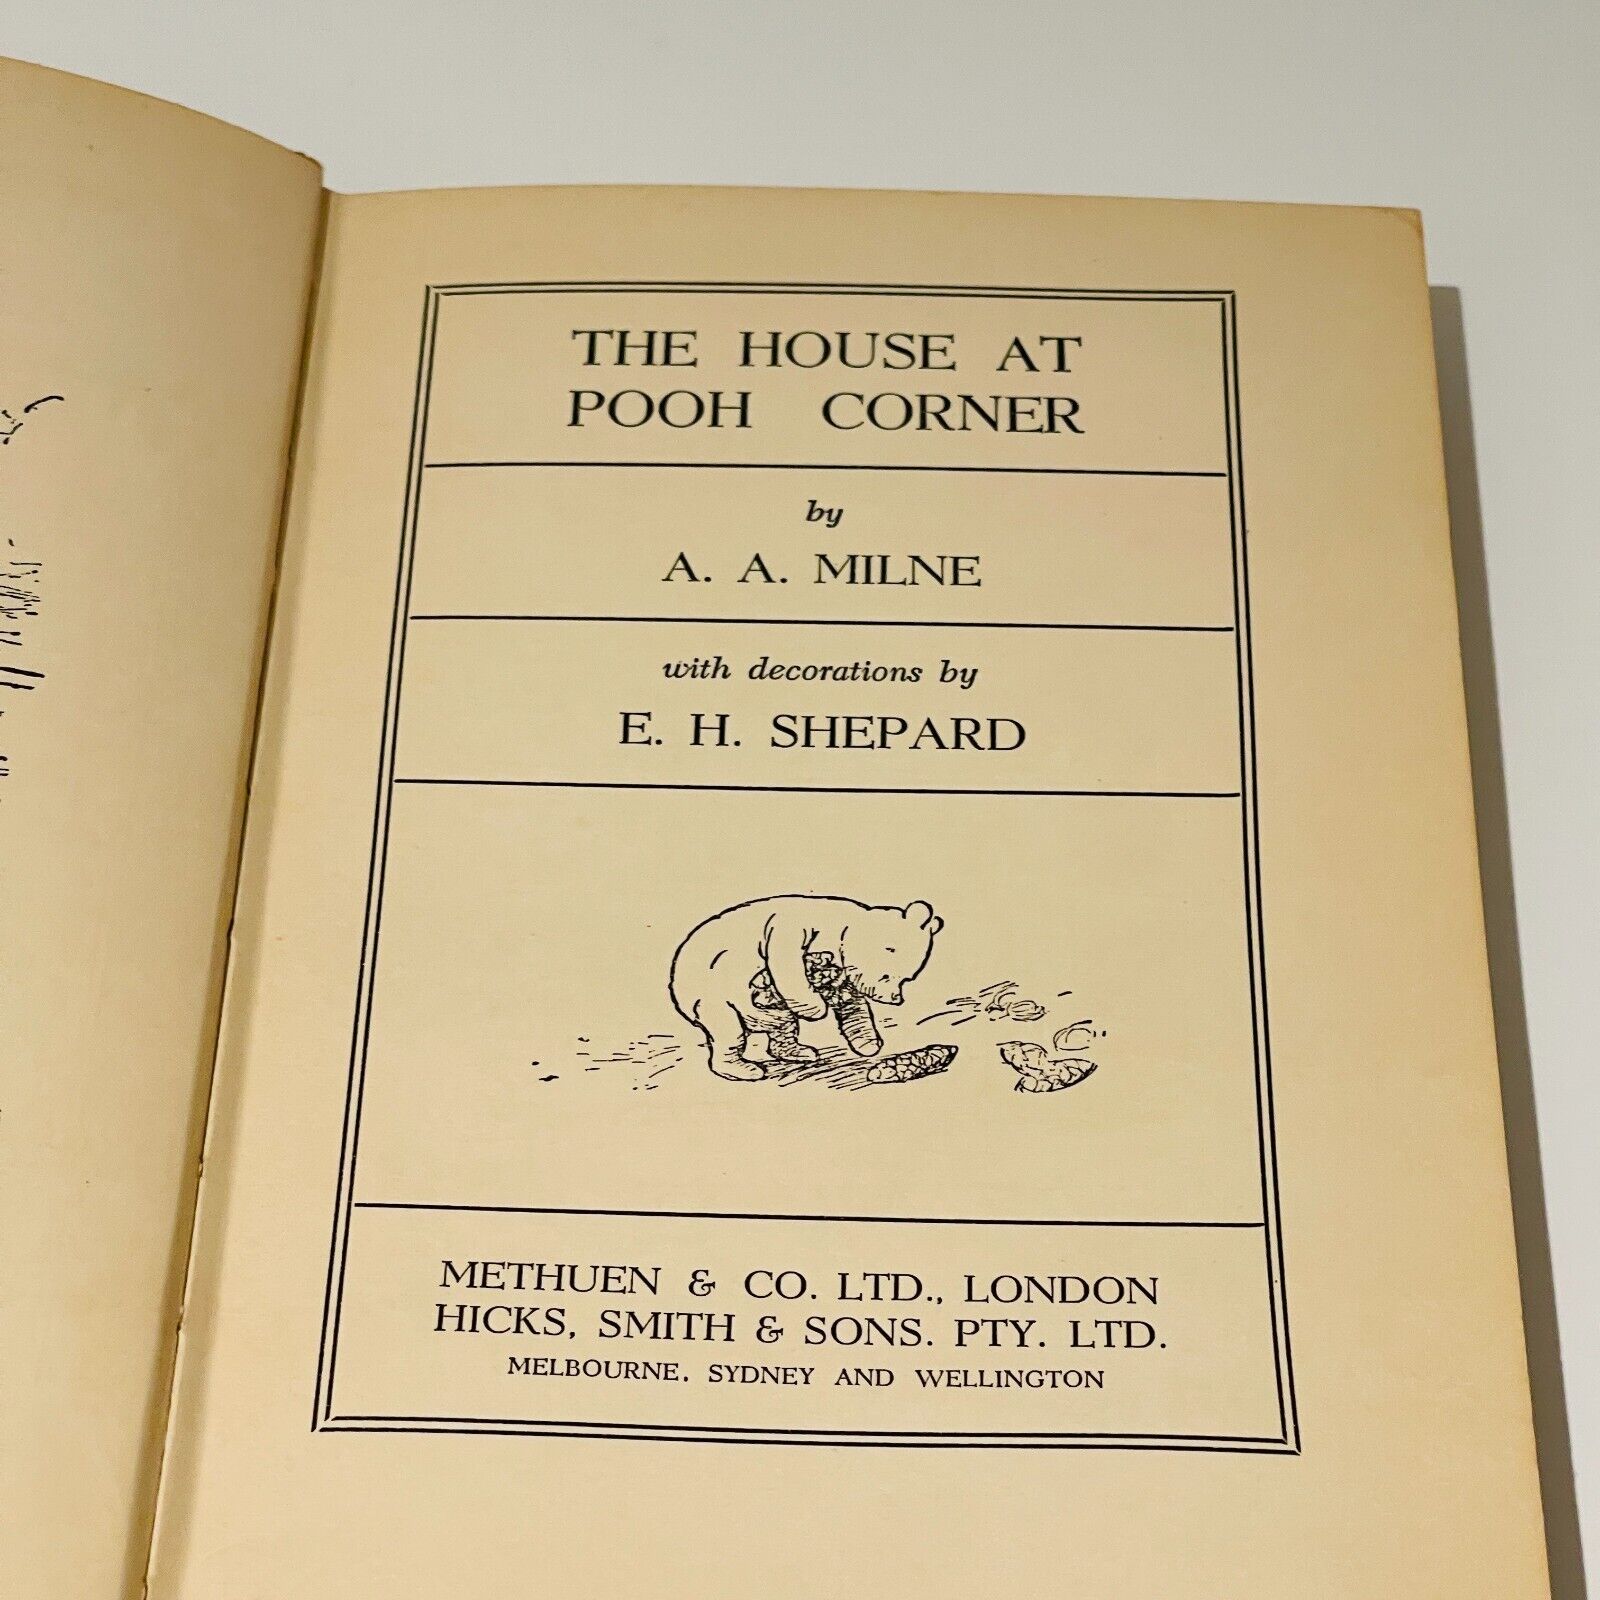 THE HOUSE AT
POOH CORNER
by
A. A. MILNE
with decorations by
E. H. SHEPARD
METHUEN & CO. LTD., LONDON
HICKS, SMITH & SONS. PTY. LTD.
MELBOURNE, SYDNEY AND WELLINGTON